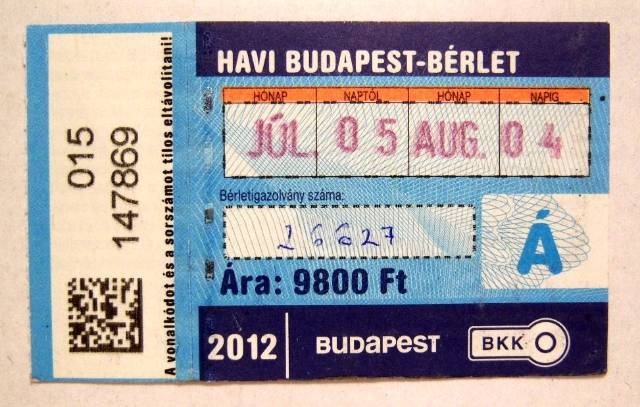 015
147869
A vonalkódot és a sorszámot tilos eltávolítani!
HAVI BUDAPEST-BÉRLET
HÓNAP NAPTÓL HÓNAP NAPIG
JÚL. 05 AUG. 04
Bérletigazolvány száma:
26627
Á
Ára: 9800 Ft
2012 BUDAPEST BKK